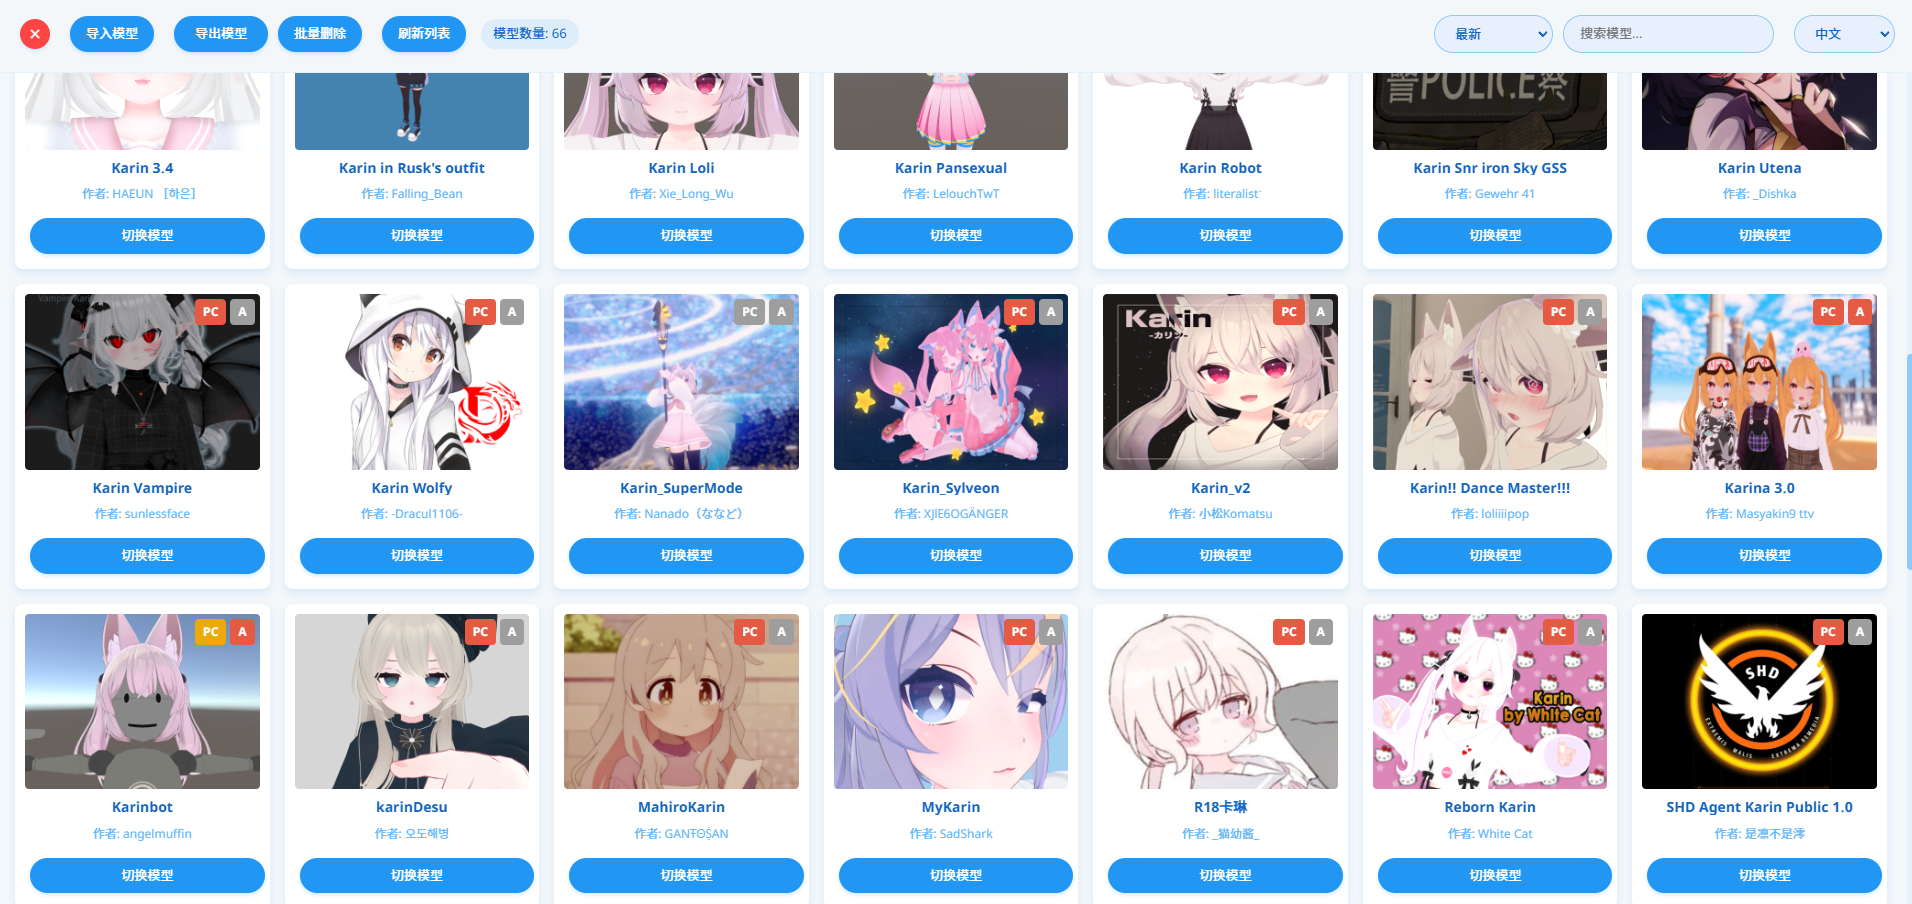 ✕
导入模型
导出模型
批量删除
刷新列表
模型数量: 66
最新
搜索模型...
中文
警POLICE察
Karin 3.4
Karin in Rusk's outfit
Karin Loli
Karin Pansexual
Karin Robot
Karin Snr iron Sky GSS
Karin Utena
作者: HAEUN [하은]
作者: Falling_Bean
作者: Xie_Long_Wu
作者: LelouchTwT
作者: literalist
作者: Gewehr 41
作者: _Dishka
切换模型
切换模型
切换模型
切换模型
切换模型
切换模型
切换模型
PC A
PC A
PC A
PC A
PC A
PC A
PC A
Karin
-カリン-
Karin Vampire
Karin Wolfy
Karin_SuperMode
Karin_Sylveon
Karin_v2
Karin!! Dance Master!!!
Karina 3.0
作者: sunlessface
作者: -Dracul1106-
作者: Nanado（ななど）
作者: XJIE6OGÄNGER
作者: 小松Komatsu
作者: loliiiipop
作者: Masyakin9 ttv
切换模型
切换模型
切换模型
切换模型
切换模型
切换模型
切换模型
PC A
PC A
PC A
PC A
PC A
PC A
PC A
Karin
by White Cat
SHD
EXTREMIS MALIS EXTREMA REMEDIA
Karinbot
karinDesu
MahiroKarin
MyKarin
R18卡琳
Reborn Karin
SHD Agent Karin Public 1.0
作者: angelmuffin
作者: 오도해병
作者: SadShark
作者: _猫幼酱_
作者: White Cat
作者: 是凛不是澪
切换模型
切换模型
切换模型
切换模型
切换模型
切换模型
切换模型